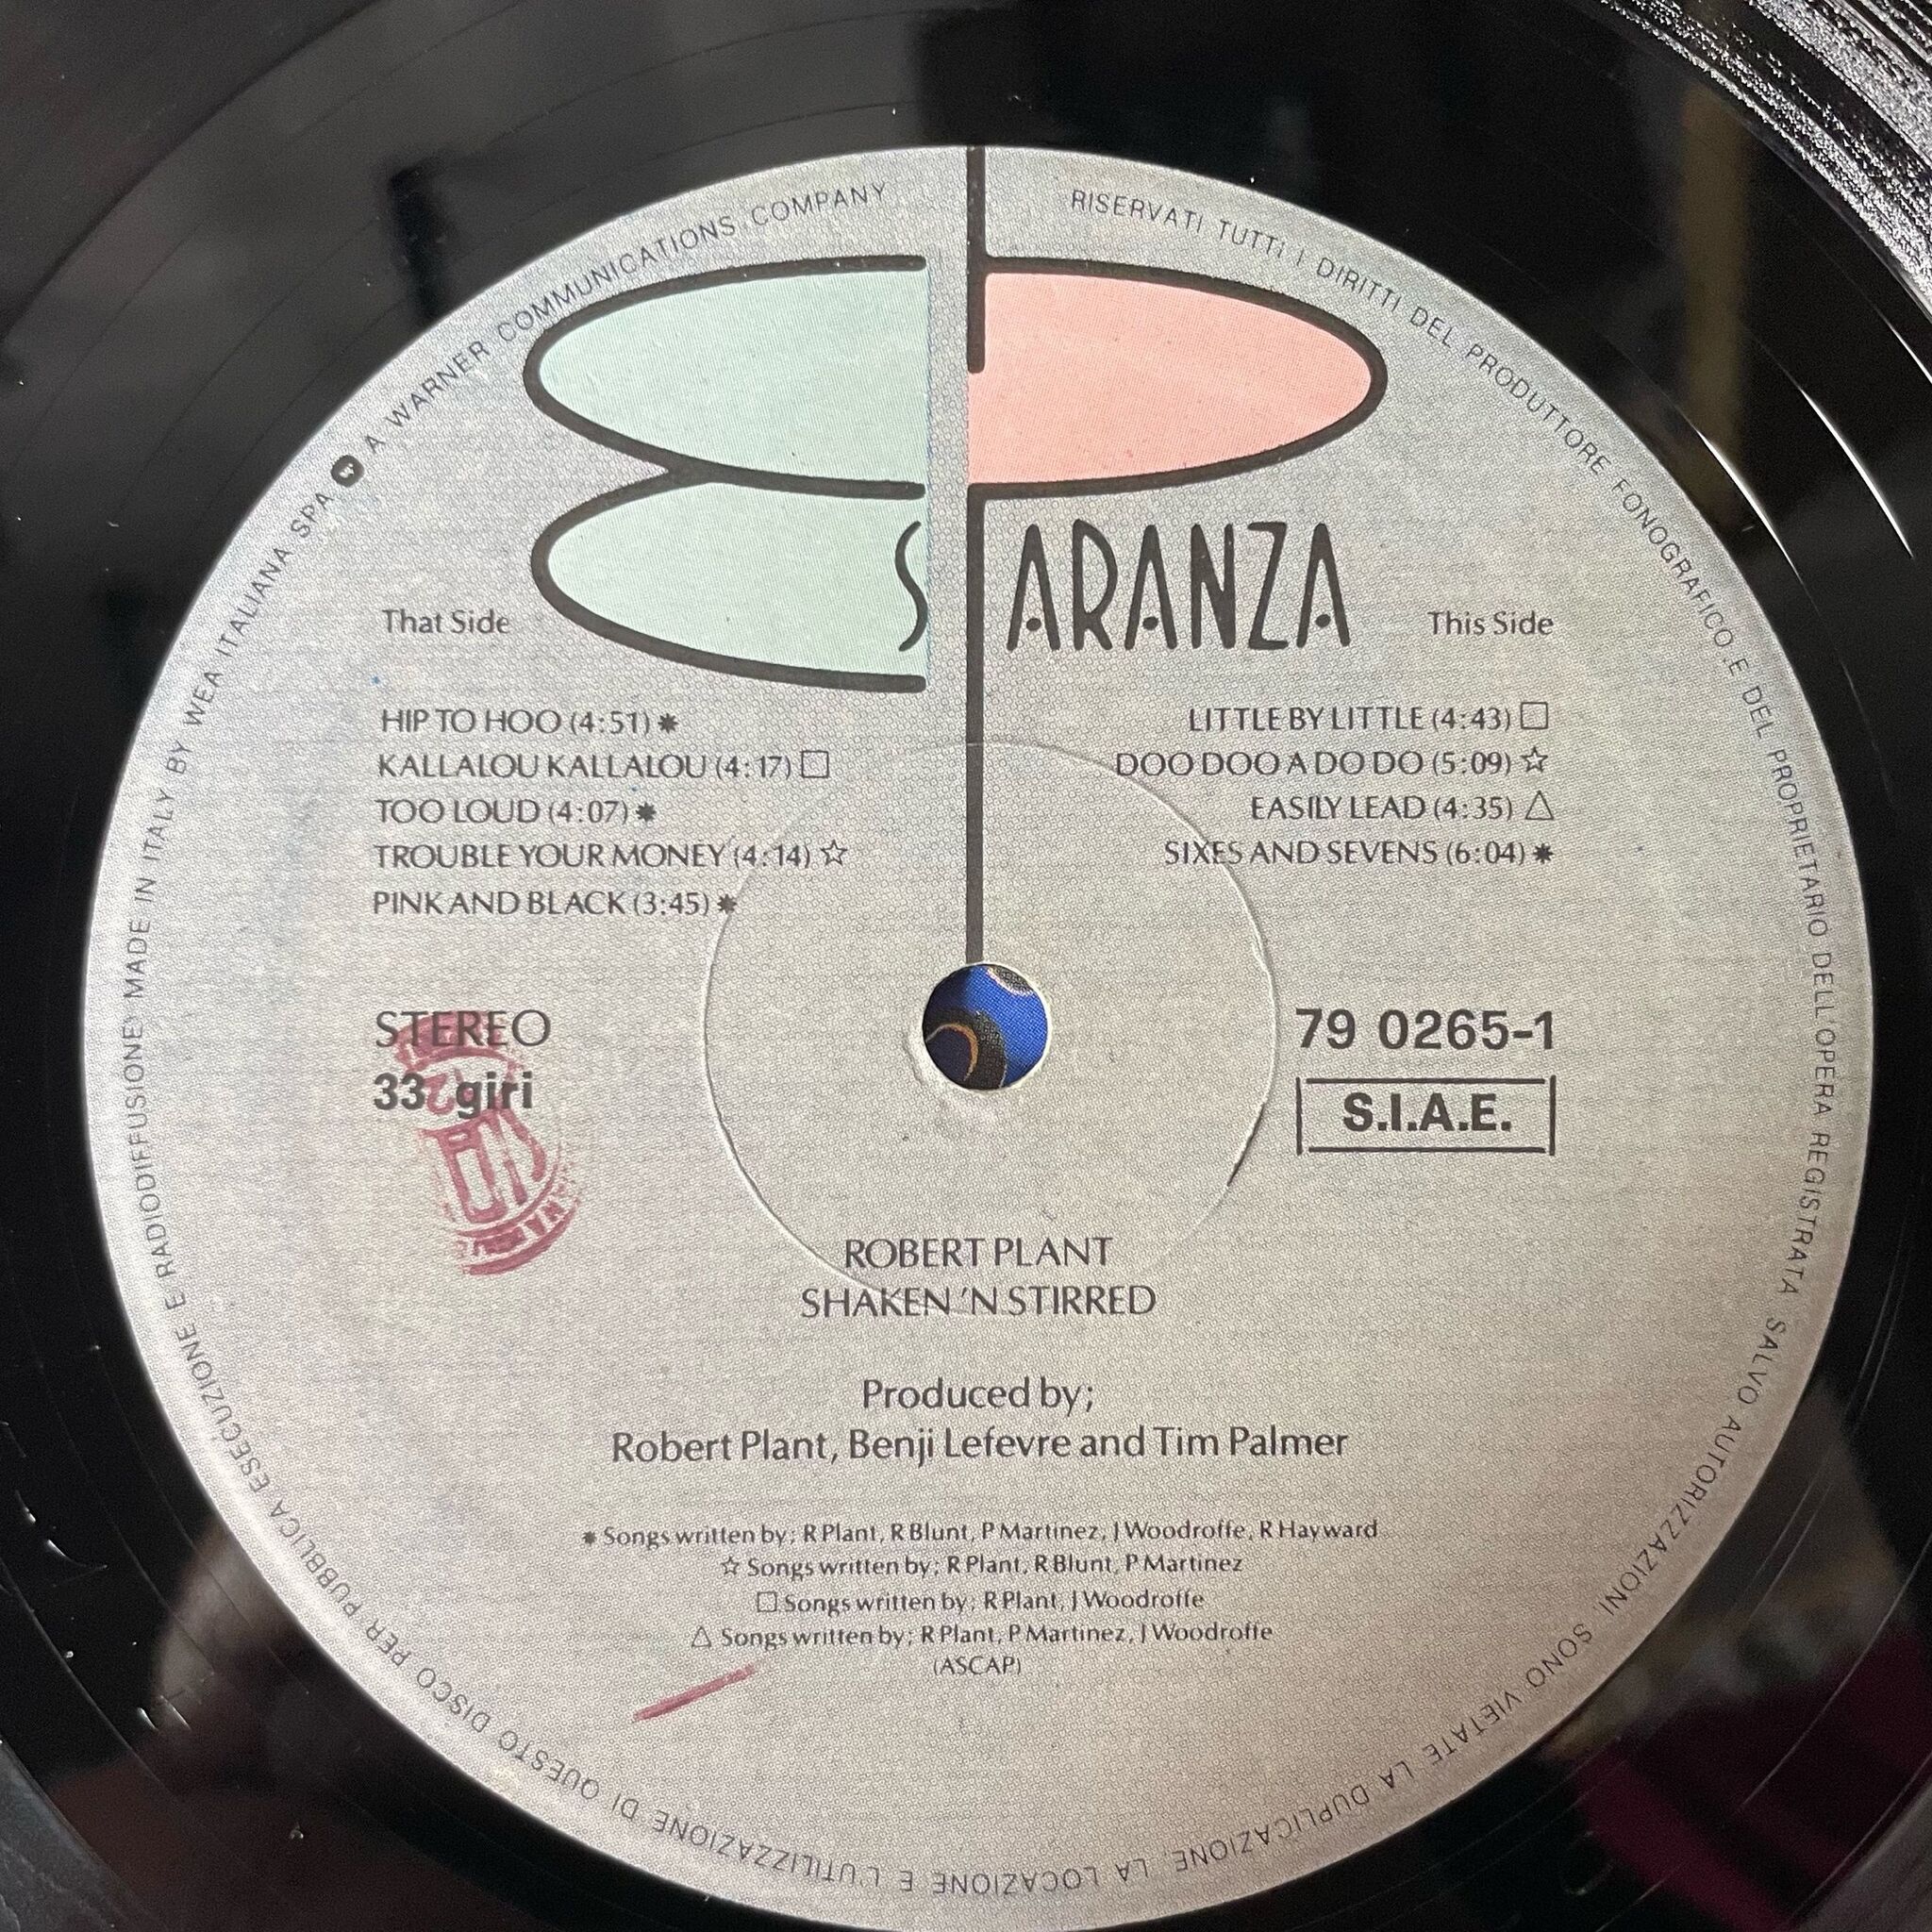 MADE IN ITALY BY WEA ITALIANA SPA W A WARNER COMMUNICATIONS COMPANY
RISERVATI TUTTI I DIRITTI DEL PRODUTTORE FONOGRAFICO E DEL PROPRIETARIO DELL'OPERA REGISTRATA SALVO AUTORIZZAZIONI SONO VIETATE LA DUPLICAZIONE, LA LOCAZIONE E L'UTILIZZAZIONE DI QUESTO DISCO PER PUBBLICA ESECUZIONE E RADIODIFFUSIONE)
ES PARANZA
That Side
HIP TO HOO (4:51) ✷
KALLALOU KALLALOU (4:17) □
TOO LOUD (4:07) ✷
TROUBLE YOUR MONEY (4:14) ☆
PINK AND BLACK (3:45) ✷
This Side
LITTLE BY LITTLE (4:43) □
DOO DOO A DO DO (5:09) ☆
EASILY LEAD (4:35) △
SIXES AND SEVENS (6:04) ✷
STEREO
33 giri
79 0265-1
S.I.A.E.
ROBERT PLANT
SHAKEN 'N STIRRED
Produced by;
Robert Plant, Benji Lefevre and Tim Palmer
✷ Songs written by; R Plant, R Blunt, P Martinez, J Woodroffe, R Hayward
☆ Songs written by; R Plant, R Blunt, P Martinez
□ Songs written by; R Plant, J Woodroffe
△ Songs written by; R Plant, P Martinez, J Woodroffe
(ASCAP)